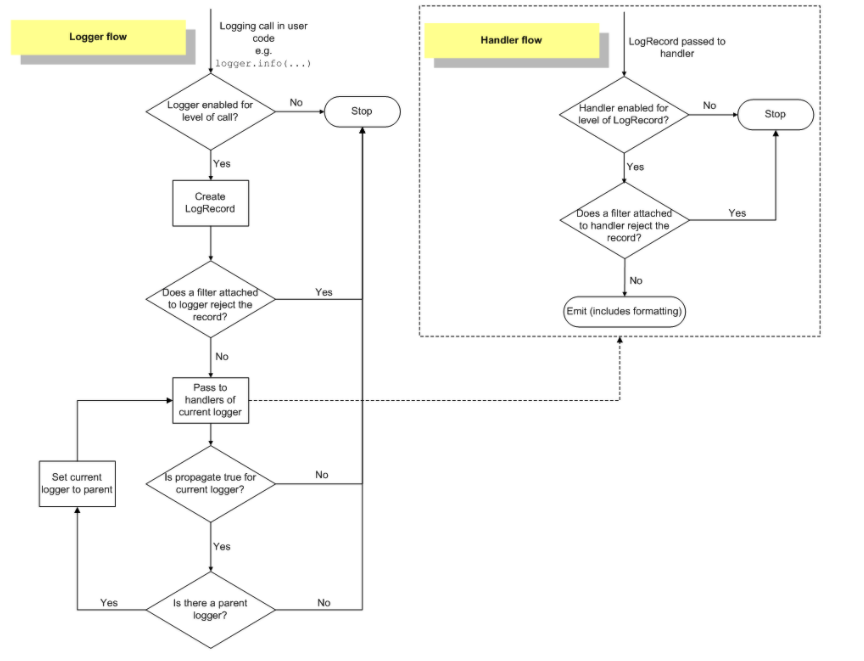 Logger flow
Logging call in user
code
e.g.
logger.info(...)
Logger enabled for
level of call?
No
Stop
Yes
Create
LogRecord
Does a filter attached
to logger reject the
record?
Yes
No
Pass to
handlers of
current logger
Set current
logger to parent
Is propagate true for
current logger?
No
Yes
Is there a parent
logger?
Yes
No
Handler flow
LogRecord passed to
handler
Handler enabled for
level of LogRecord?
No
Stop
Yes
Does a filter attached
to handler reject the
record?
Yes
No
Emit (includes formatting)